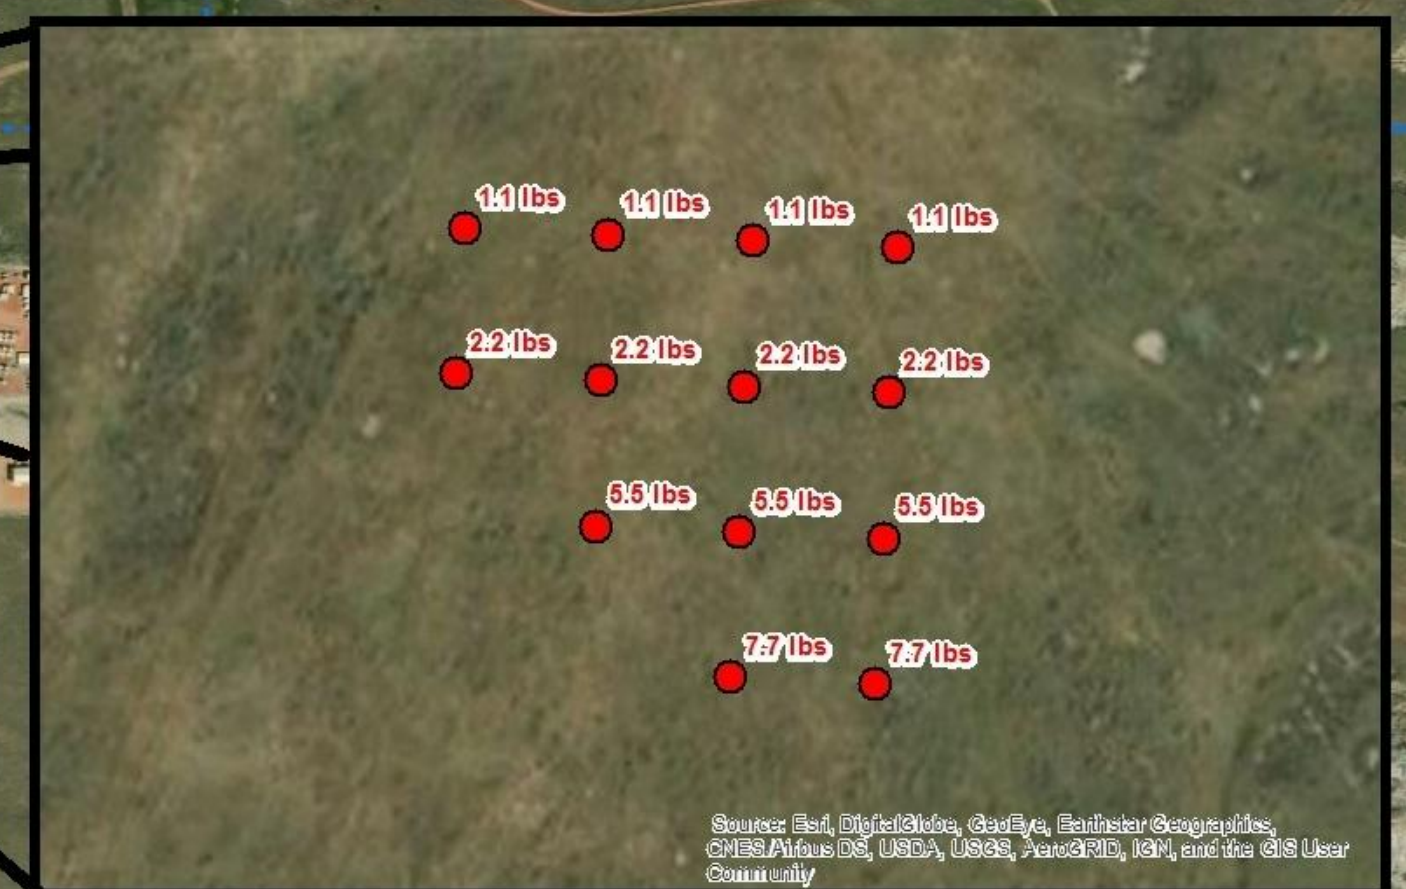 1.1 lbs
1.1 lbs
1.1 lbs
1.1 lbs
2.2 lbs
2.2 lbs
2.2 lbs
2.2 lbs
5.5 lbs
5.5 lbs
5.5 lbs
7.7 lbs
7.7 lbs
Source: Esri, DigitalGlobe, GeoEye, Earthstar Geographics,
CNES/Airbus DS, USDA, USGS, AeroGRID, IGN, and the GIS User
Community